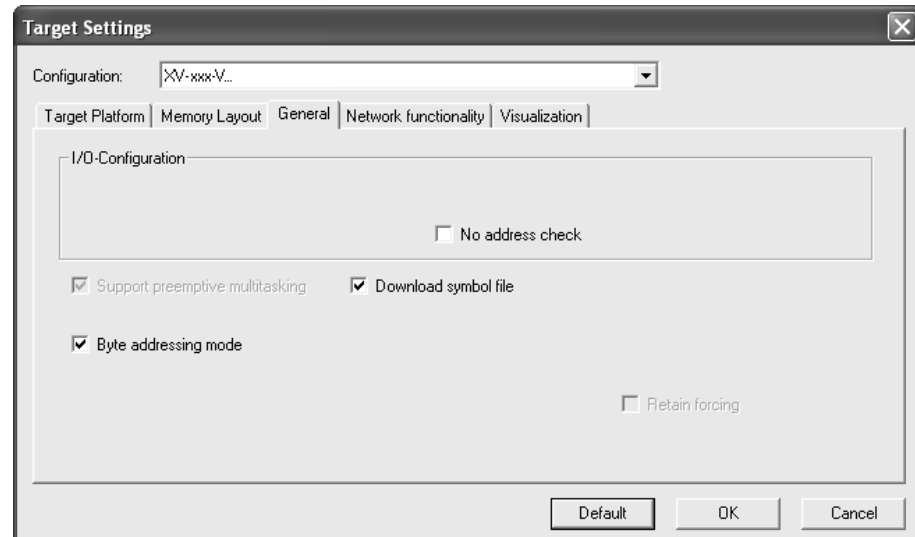 Target Settings
Configuration: XV-xxx-V...
Target Platform Memory Layout General Network functionality Visualization
I/O-Configuration
No address check
Support preemptive multitasking Download symbol file
Byte addressing mode
Retain forcing
Default OK Cancel